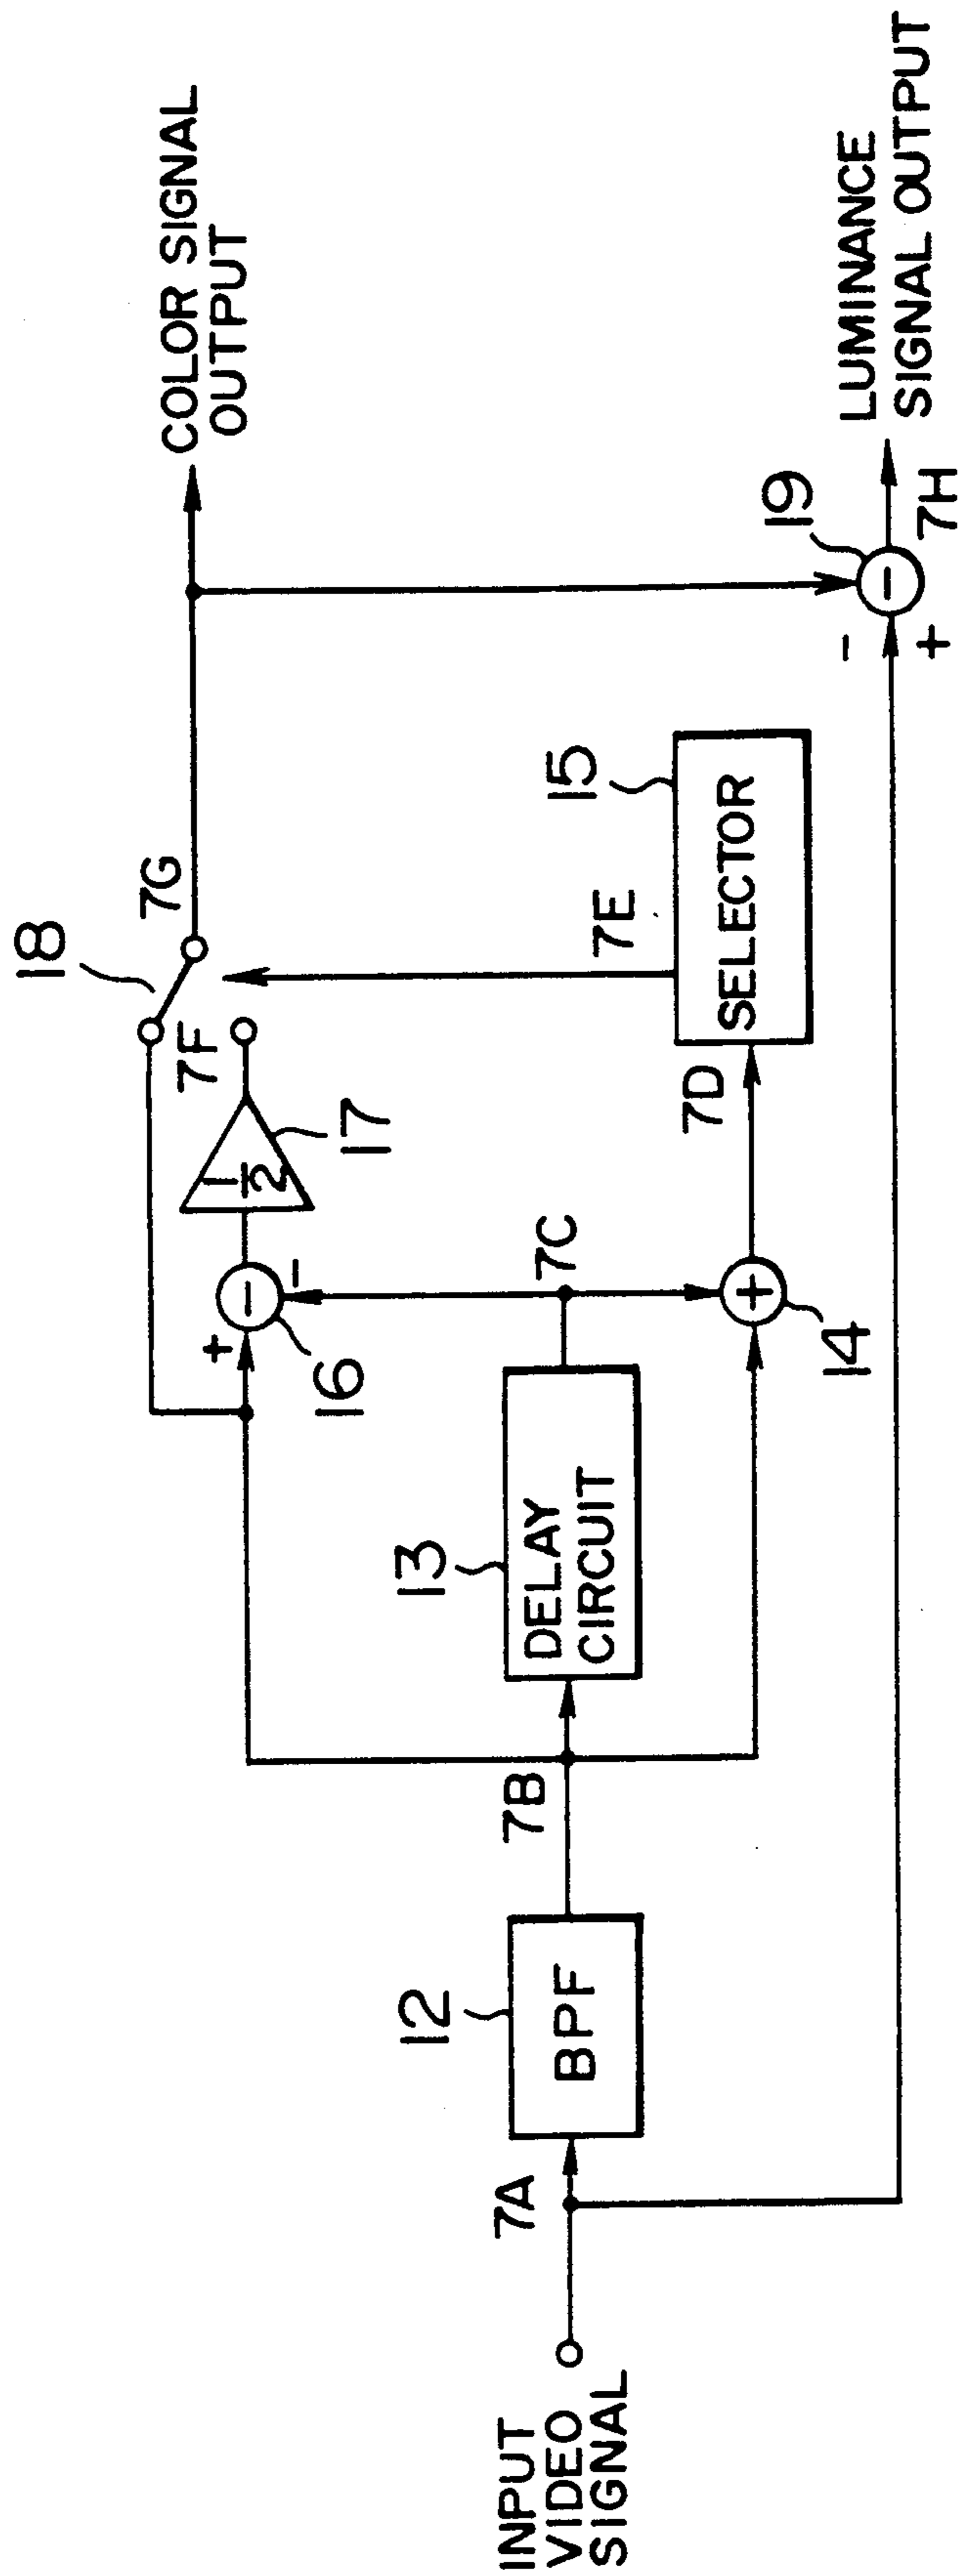 INPUT
VIDEO
SIGNAL
7A
12
BPF
7B
13
DELAY
CIRCUIT
7C
+
-
-
16
1/2
17
7F
18
7G
COLOR SIGNAL
OUTPUT
+
14
7D
15
SELECTOR
7E
19
-
-
+
7H
LUMINANCE
SIGNAL OUTPUT